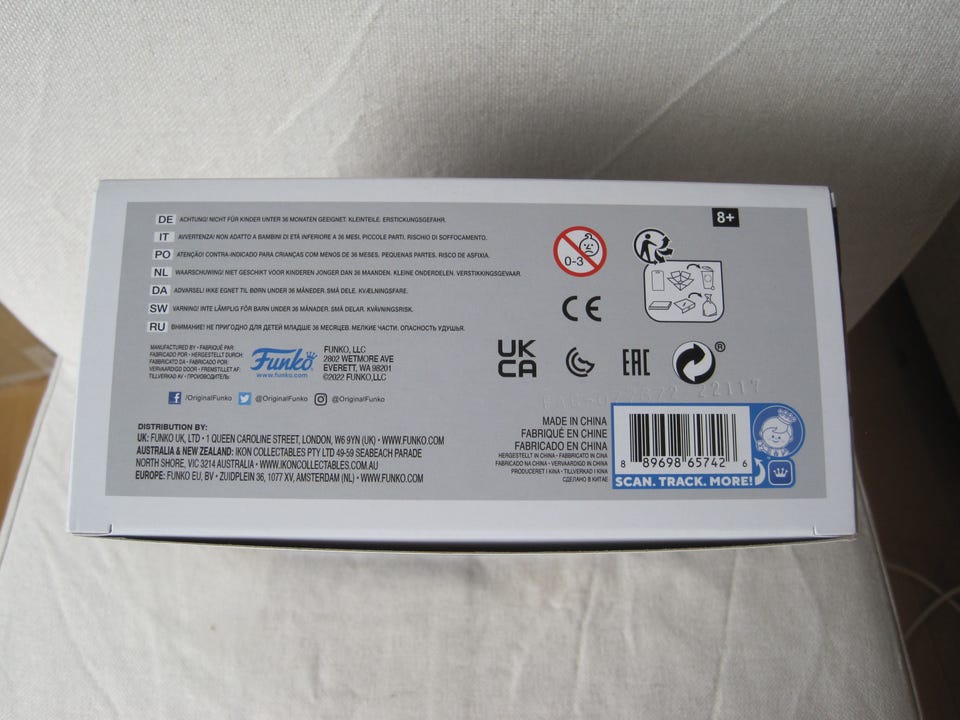 8+
DE ACHTUNG! NICHT FÜR KINDER UNTER 36 MONATEN GEEIGNET. KLEINTEILE. ERSTICKUNGSGEFAHR.
IT AVVERTENZA! NON ADATTO A BAMBINI DI ETÀ INFERIORE A 36 MESI. PICCOLE PARTI. RISCHIO DI SOFFOCAMENTO.
PO ATENÇÃO! CONTRA-INDICADO PARA CRIANÇAS COM MENOS DE 36 MESES. PEQUENAS PARTES. RISCO DE ASFIXIA.
NL WAARSCHUWING! NIET GESCHIKT VOOR KINDEREN JONGER DAN 36 MAANDEN. KLEINE ONDERDELEN. VERSTIKKINGSGEVAAR.
DA ADVARSEL! IKKE EGNET TIL BØRN UNDER 36 MÅNEDER. SMÅ DELE. KVÆLNINGSFARE.
SW VARNING! INTE LÄMPLIG FÖR BARN UNDER 36 MÅNADER. SMÅ DELAR. KVÄVNINGSRISK.
RU ВНИМАНИЕ! НЕ ПРИГОДНО ДЛЯ ДЕТЕЙ МЛАДШЕ 36 МЕСЯЦЕВ. МЕЛКИЕ ЧАСТИ. ОПАСНОСТЬ УДУШЬЯ.
0-3
CE
UK
CA
EAC
®
MANUFACTURED BY • FABRIQUÉ PAR:
FABRICADO POR • HERGESTELLT DURCH:
FABBRICATO DA • FABRICADO POR:
VERVAARDIGD DOOR • FREMSTILLET AF:
TILLVERKAD AV • ПРОИЗВОДИТЕЛЬ:
Funko
www.funko.com
FUNKO, LLC
2802 WETMORE AVE
EVERETT, WA 98201
©2022 FUNKO,LLC
/OriginalFunko @OriginalFunko @OriginalFunko
22117
DISTRIBUTION BY:
UK: FUNKO UK, LTD • 1 QUEEN CAROLINE STREET, LONDON, W6 9YN (UK) • WWW.FUNKO.COM
AUSTRALIA & NEW ZEALAND: IKON COLLECTABLES PTY LTD 49-59 SEABEACH PARADE
NORTH SHORE, VIC 3214 AUSTRALIA • WWW.IKONCOLLECTABLES.COM.AU
EUROPE: FUNKO EU, BV • ZUIDPLEIN 36, 1077 XV, AMSTERDAM (NL) • WWW.FUNKO.COM
MADE IN CHINA
FABRIQUÉ EN CHINE
FABRICADO EN CHINA
HERGESTELLT IN CHINA • FABBRICATO IN CINA
FABRICADO NA CHINA • VERVAARDIGD IN CHINA
PRODUCERET I KINA • TILLVERKAD I KINA
СДЕЛАНО В КИТАЕ
8 89698 65742 6
SCAN. TRACK. MORE!